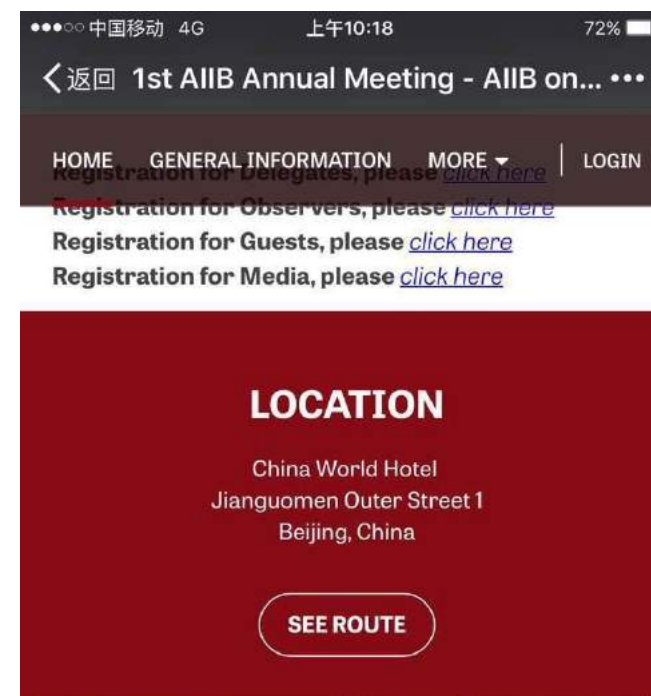 中国移动 4G 上午10:18 72%
返回 1st AIIB Annual Meeting - AIIB on...
HOME GENERAL INFORMATION MORE LOGIN
Registration for Delegates, please click here
Registration for Observers, please click here
Registration for Guests, please click here
Registration for Media, please click here
LOCATION
China World Hotel
Jianguomen Outer Street 1
Beijing, China
SEE ROUTE